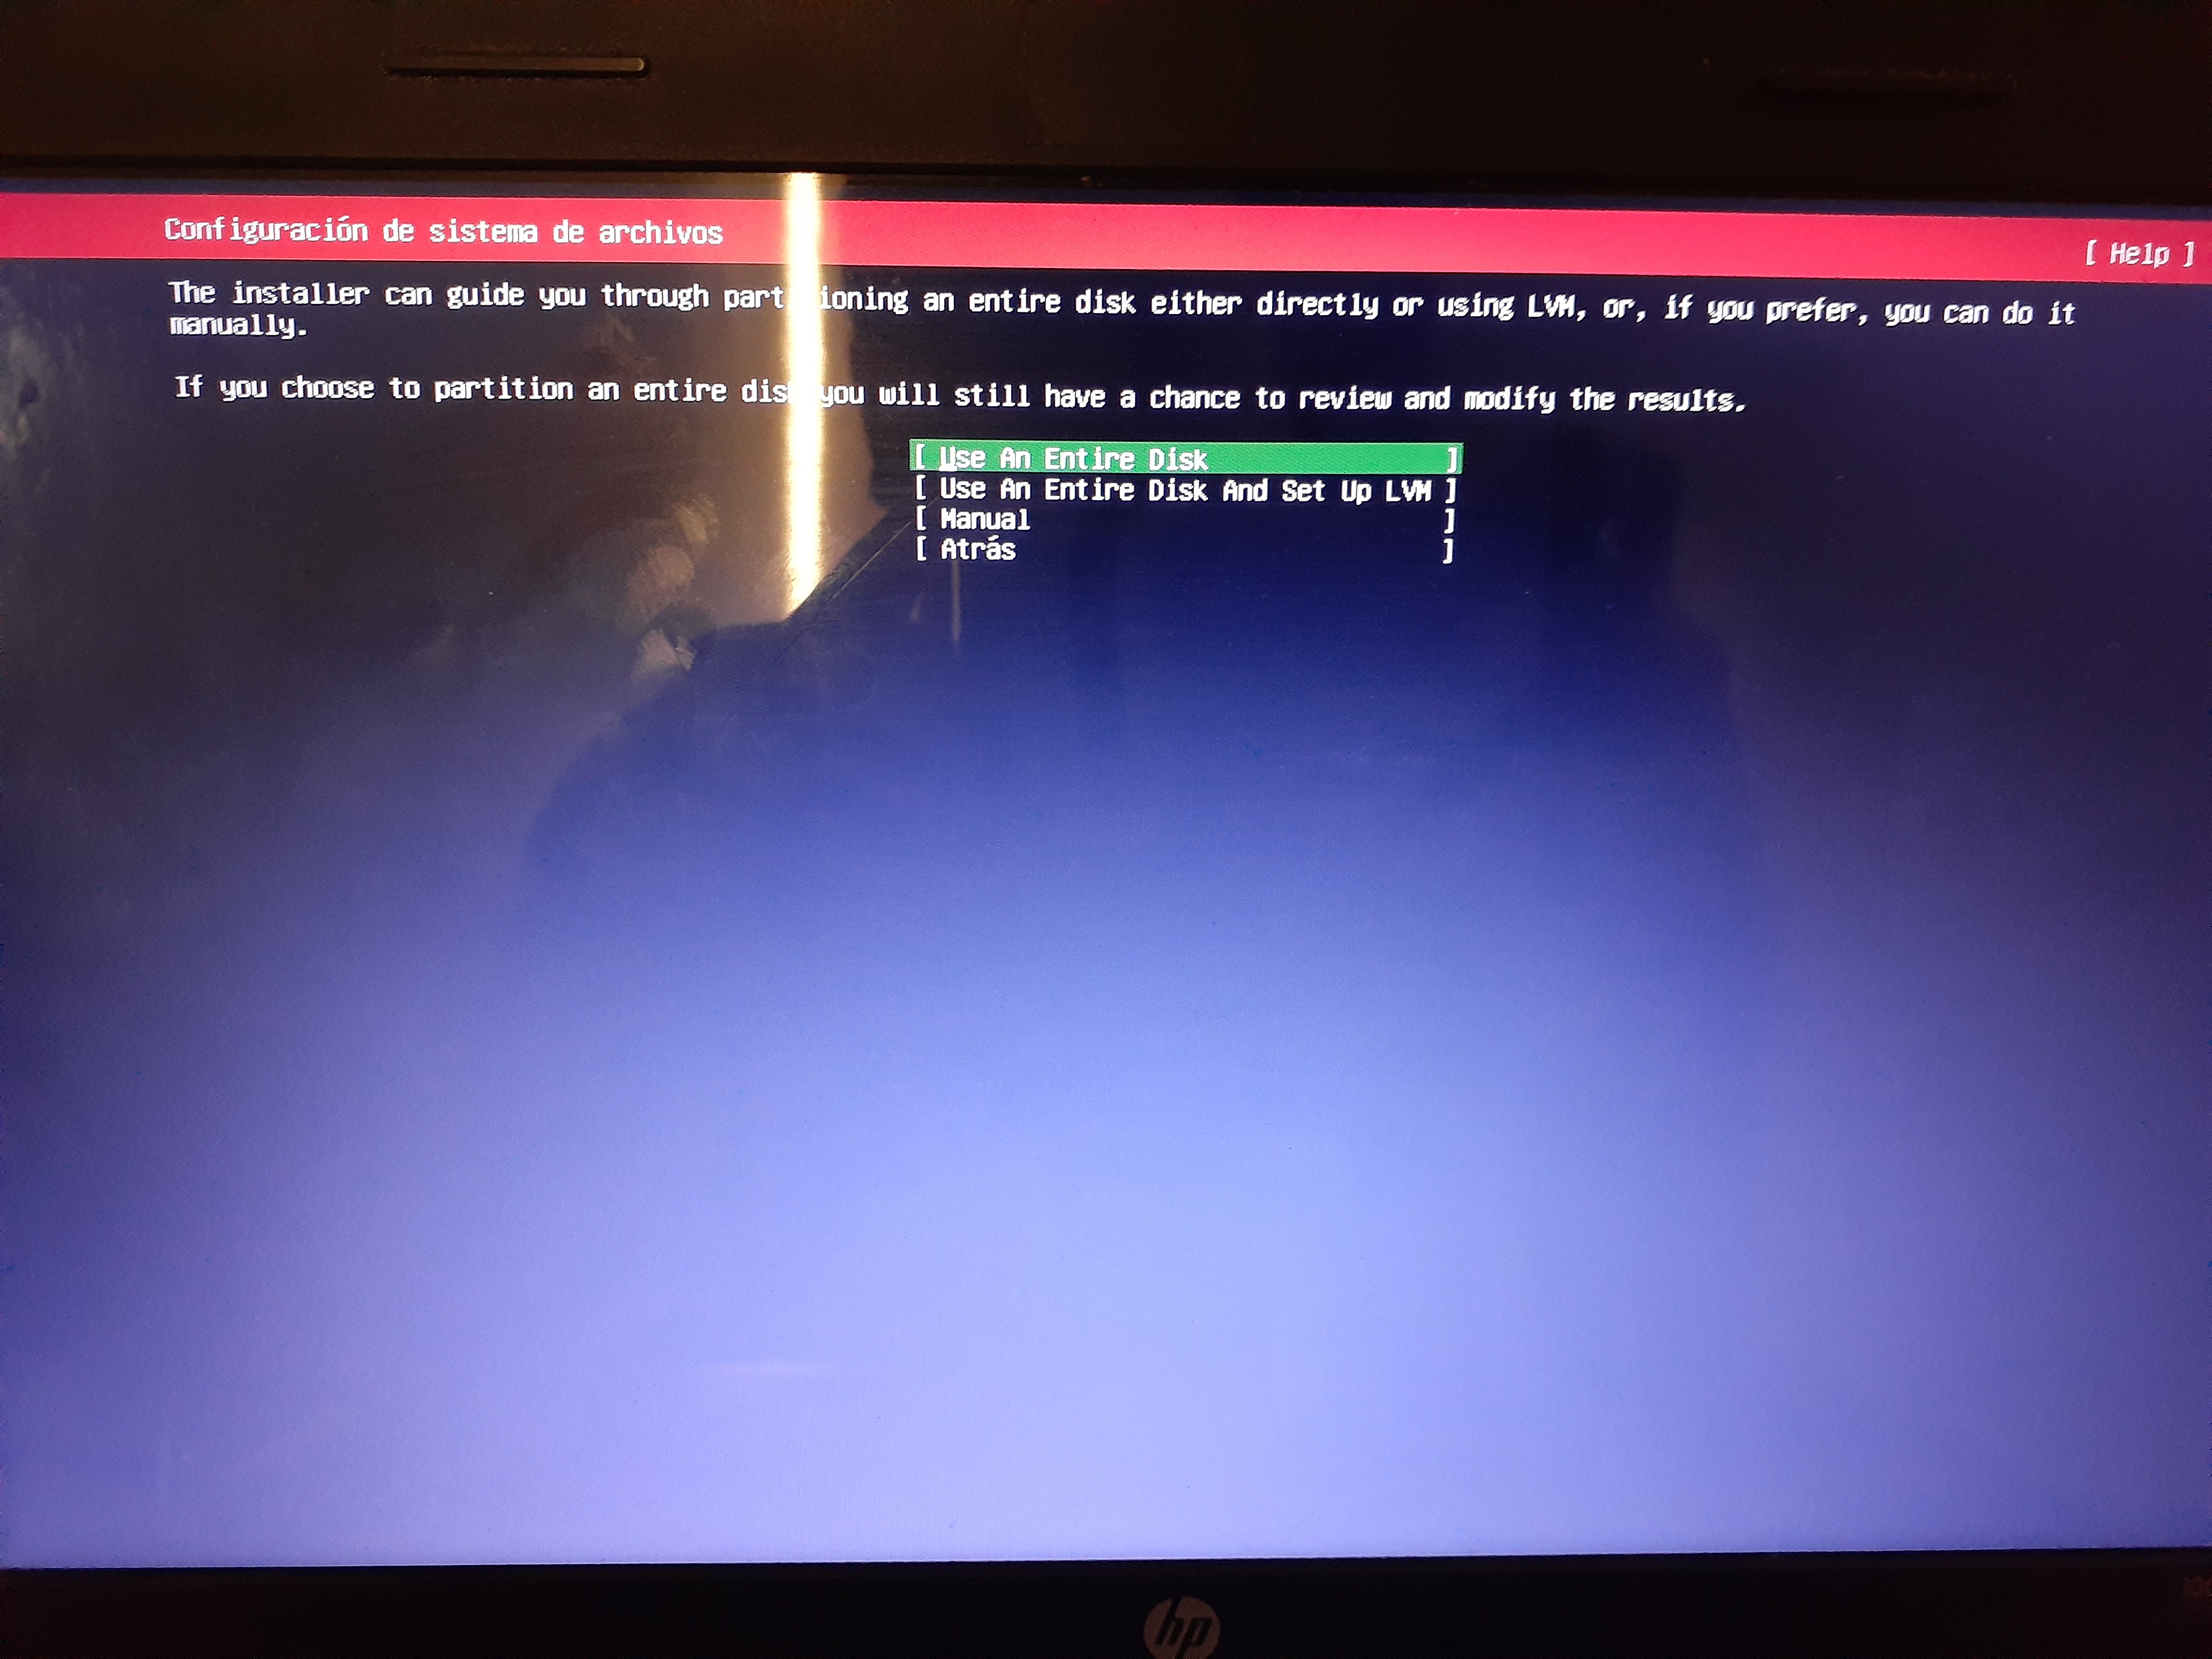 Configuración de sistema de archivos
[ Help ]
The installer can guide you through part ioning an entire disk either directly or using LVM, or, if you prefer, you can do it
manually.
If you choose to partition an entire dis you will still have a chance to review and modify the results.
[ Use An Entire Disk ]
[ Use An Entire Disk And Set Up LVM ]
[ Manual ]
[ Atrás ]
hp